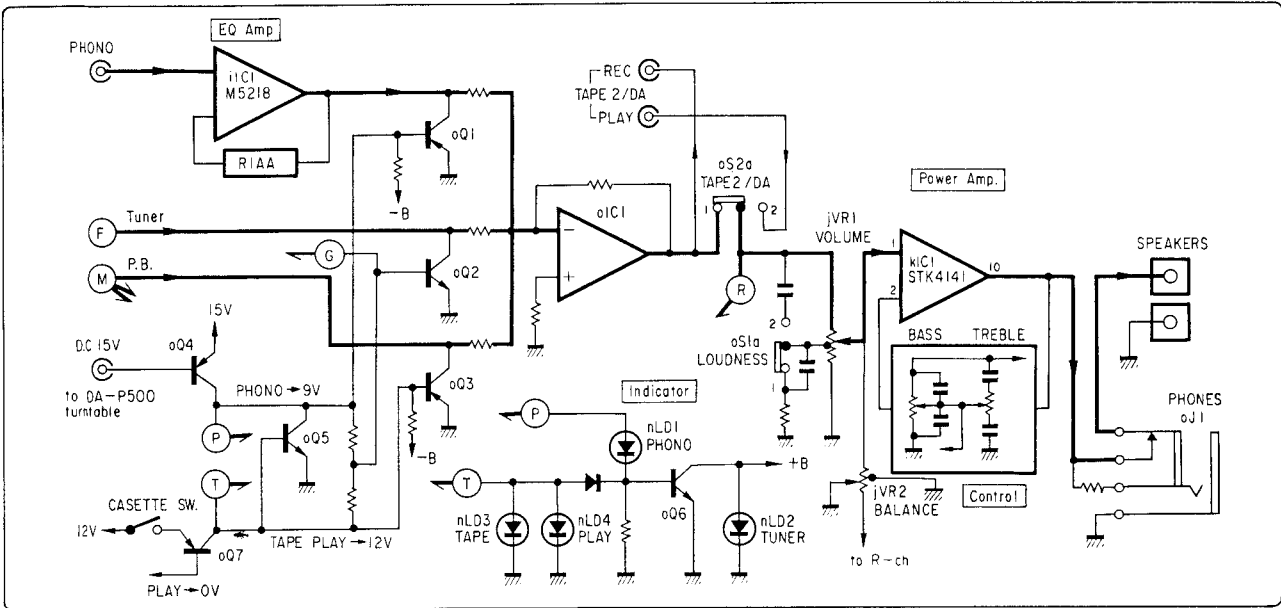 EQ Amp
PHONO
i1C1
M5218
RIAA
REC
TAPE 2/DA
PLAY
oQ1
-B
oS2a
TAPE 2/DA
1
2
Power Amp.
Tuner
F
P.B.
M
G
oQ2
oIC1
-
+
R
jVR1
VOLUME
1
kIC1
STK4141
10
2
SPEAKERS
15V
D.C 15V
oQ4
to DA-P500
turntable
PHONO→9V
P
oQ5
T
oQ3
-B
2
oS1a
LOUDNESS
1
BASS
TREBLE
Control
PHONES
oJ1
Indicator
P
nLD1
PHONO
T
nLD3
TAPE
nLD4
PLAY
oQ6
+B
nLD2
TUNER
jVR2
BALANCE
to R-ch
CASETTE SW.
12V
oQ7
TAPE PLAY→12V
PLAY→0V